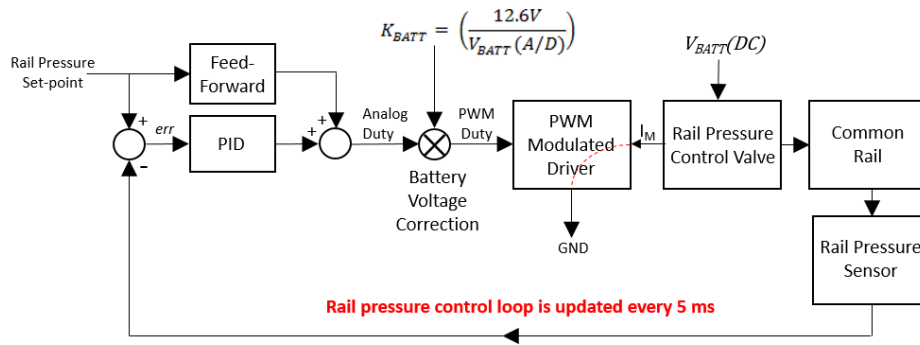 K_BATT = (12.6V / V_BATT (A/D))
V_BATT(DC)
Rail Pressure
Set-point
Feed-
Forward
+
err
−
PID
+
+
Analog
Duty
PWM
Duty
Battery
Voltage
Correction
PWM
Modulated
Driver
I_M
GND
Rail Pressure
Control Valve
Common
Rail
Rail Pressure
Sensor
Rail pressure control loop is updated every 5 ms